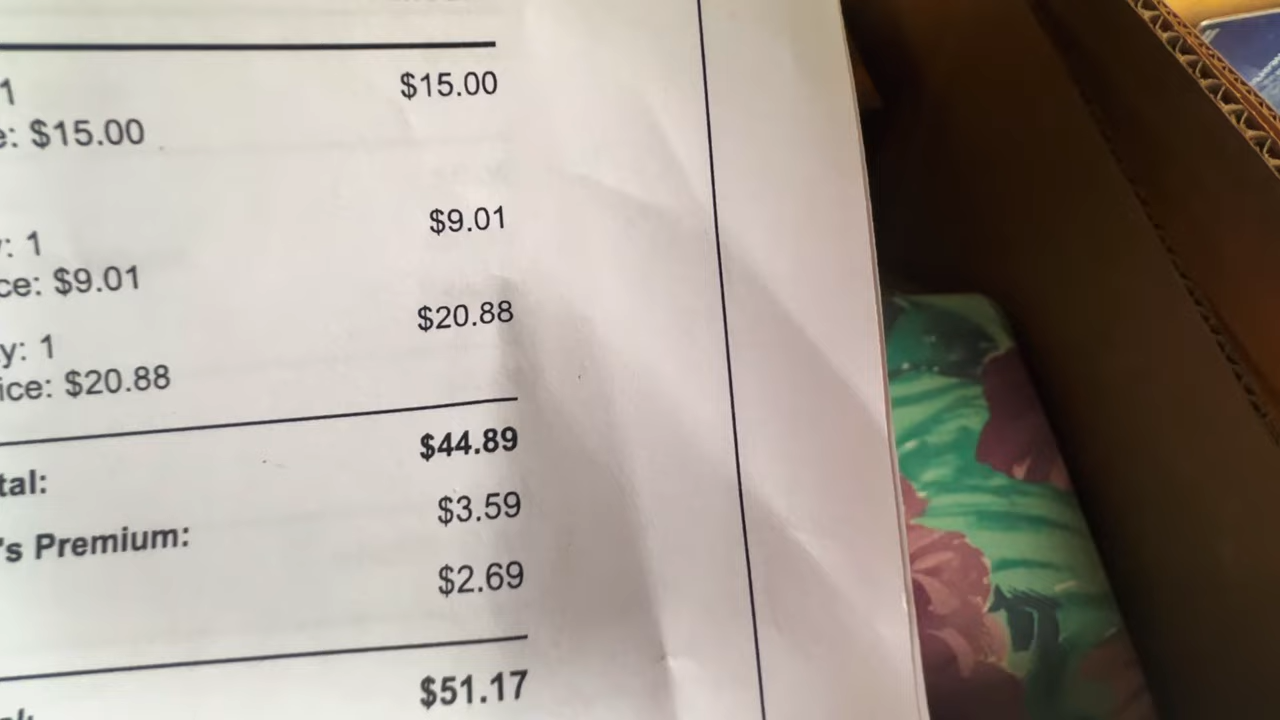 1 $15.00
e: $15.00
$9.01
: 1
ce: $9.01
$20.88
y: 1
ice: $20.88
$44.89
tal:
$3.59
's Premium:
$2.69
$51.17